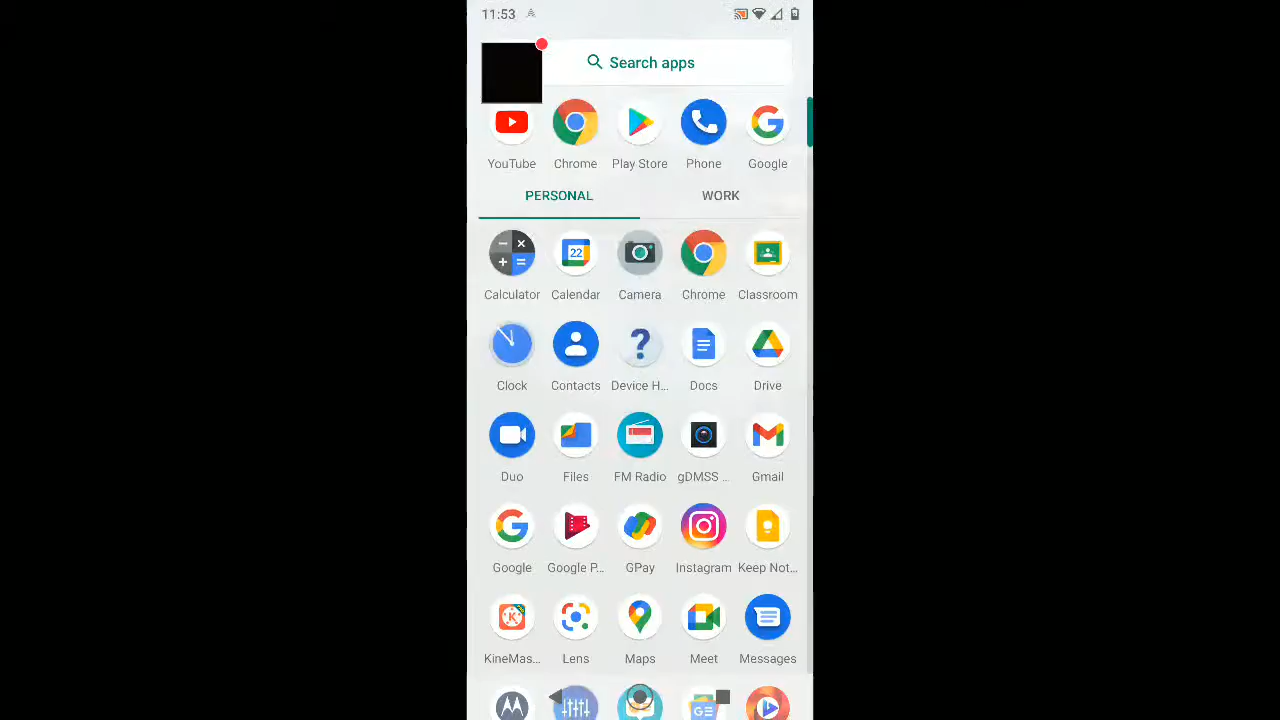 11:53
Search apps
YouTube Chrome Play Store Phone Google
PERSONAL WORK
22
Calculator Calendar Camera Chrome Classroom
?
Clock Contacts Device H... Docs Drive
Duo Files FM Radio gDMSS ... Gmail
Google Google P... GPay Instagram Keep Not...
K
KineMas... Lens Maps Meet Messages
GE